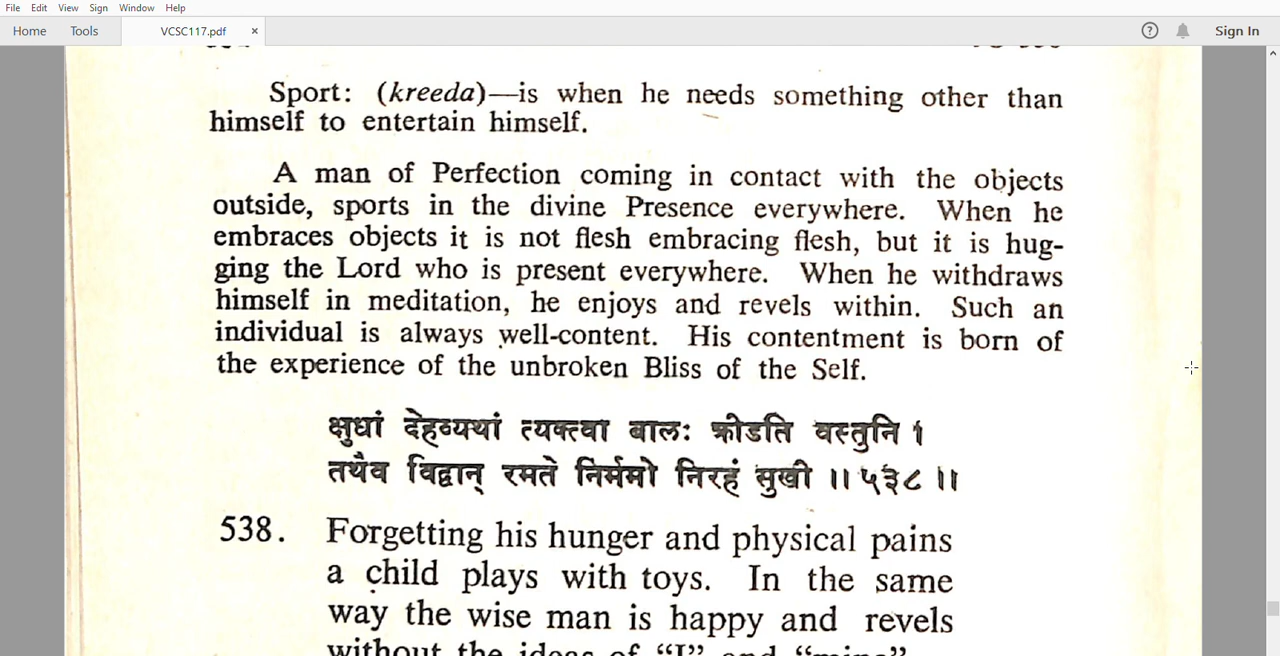 File Edit View Sign Window Help
Home Tools VCSC117.pdf × ? Sign In
Sport: (kreeda)—is when he needs something other than
himself to entertain himself.
A man of Perfection coming in contact with the objects
outside, sports in the divine Presence everywhere. When he
embraces objects it is not flesh embracing flesh, but it is hug-
ging the Lord who is present everywhere. When he withdraws
himself in meditation, he enjoys and revels within. Such an
individual is always well-content. His contentment is born of
the experience of the unbroken Bliss of the Self.
क्षुधां देहव्यथां त्यक्त्वा बालः क्रीडति वस्तुनि ।
तथैव विद्वान् रमते निर्ममो निरहं सुखी ॥ ५३८ ॥
538. Forgetting his hunger and physical pains
a child plays with toys. In the same
way the wise man is happy and revels
without the ideas of “I” and “mine”